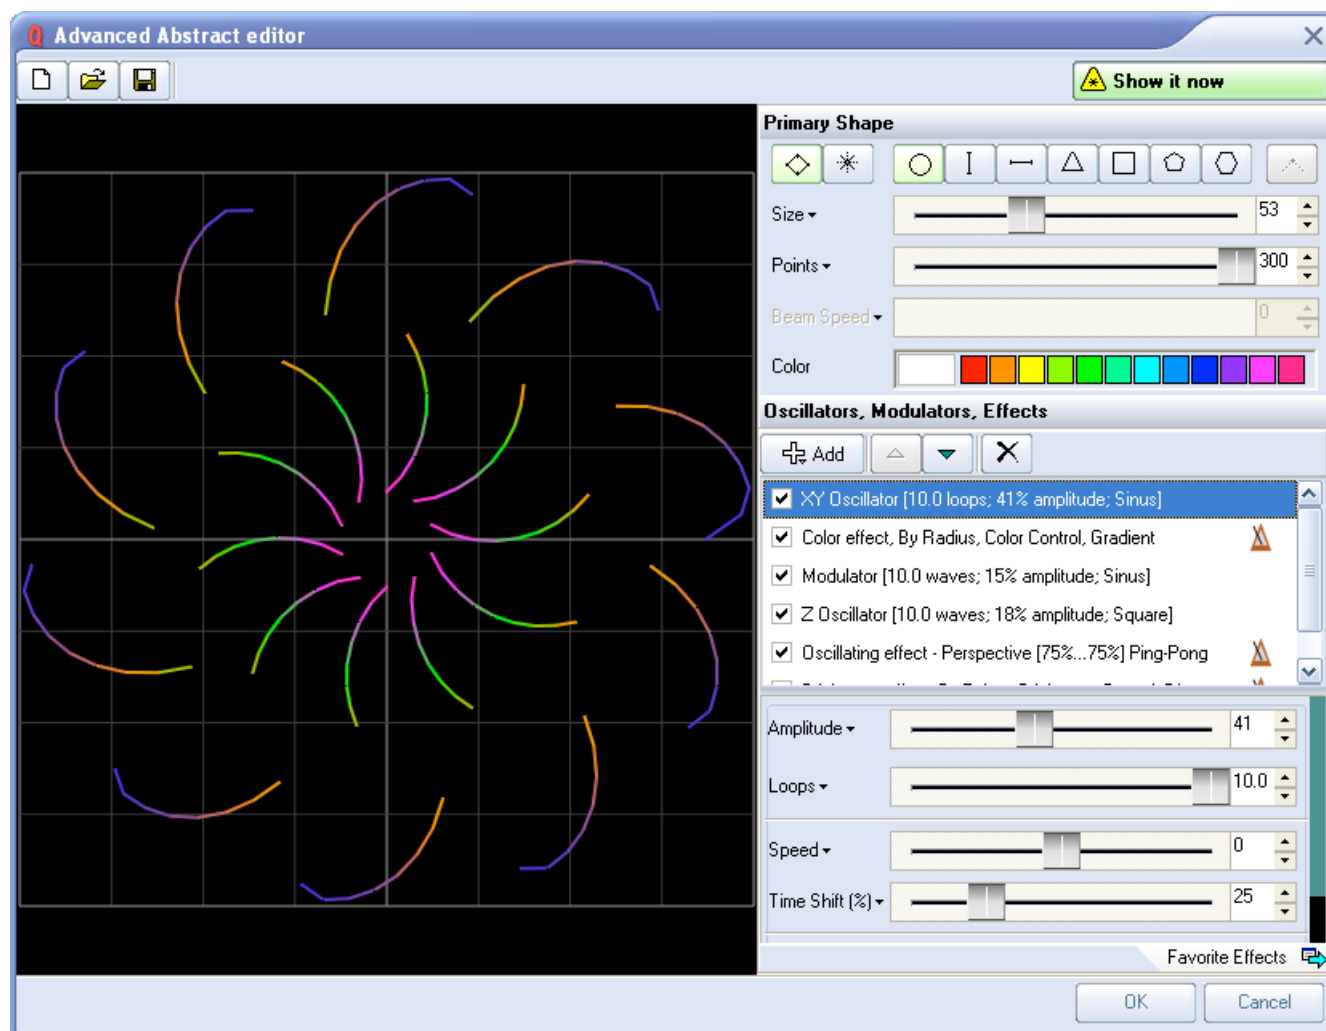 Advanced Abstract editor
Show it now
Primary Shape
Size 53
Points 300
Beam Speed 0
Color
Oscillators, Modulators, Effects
Add
XY Oscillator [10.0 loops; 41% amplitude; Sinus]
Color effect, By Radius, Color Control, Gradient
Modulator [10.0 waves; 15% amplitude; Sinus]
Z Oscillator [10.0 waves; 18% amplitude; Square]
Oscillating effect - Perspective [75%...75%] Ping-Pong
Amplitude 41
Loops 10.0
Speed 0
Time Shift (%) 25
Favorite Effects
OK Cancel